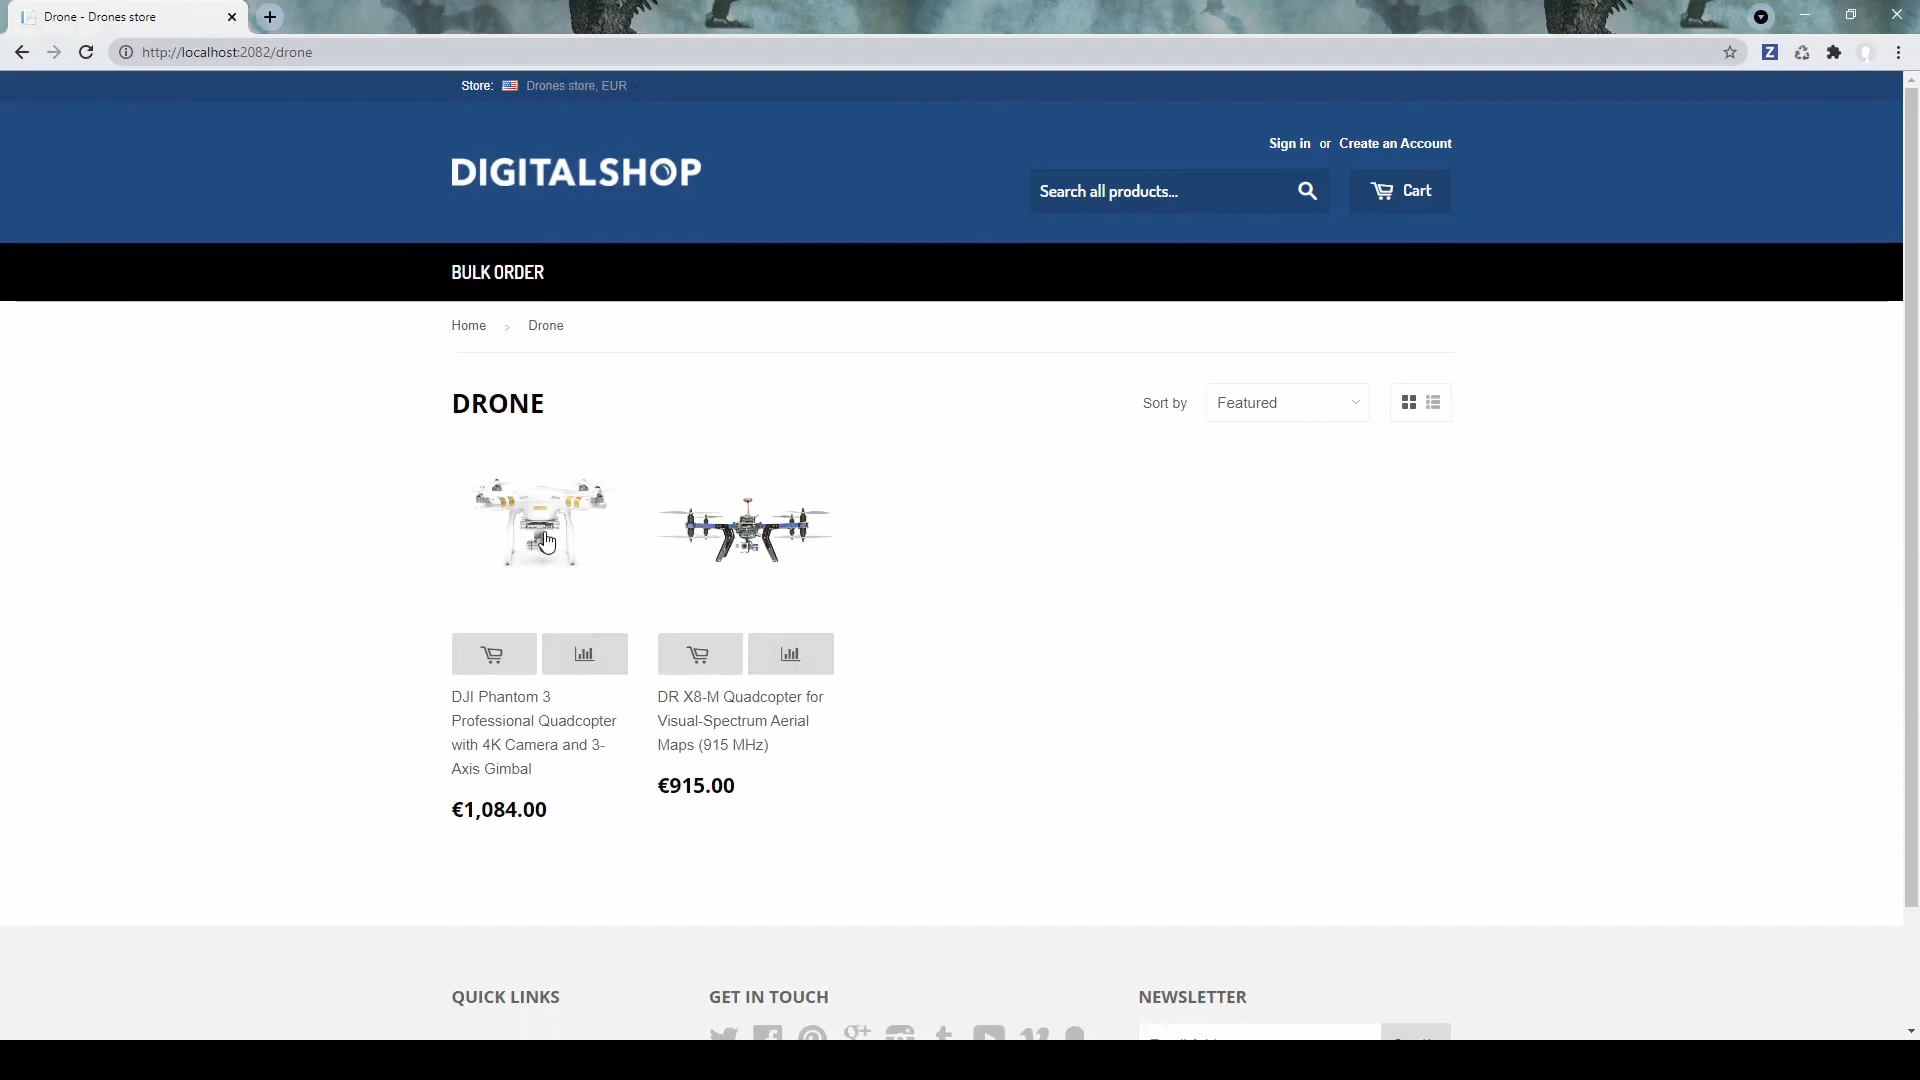 Drone - Drones store
http://localhost:2082/drone
Z
Store: Drones store, EUR
Sign in or Create an Account
DIGITALSHOP
Search all products...
Cart
BULK ORDER
Home > Drone
DRONE
Sort by
Featured
DJI Phantom 3
Professional Quadcopter
with 4K Camera and 3-
Axis Gimbal
€1,084.00
DR X8-M Quadcopter for
Visual-Spectrum Aerial
Maps (915 MHz)
€915.00
QUICK LINKS
GET IN TOUCH
NEWSLETTER